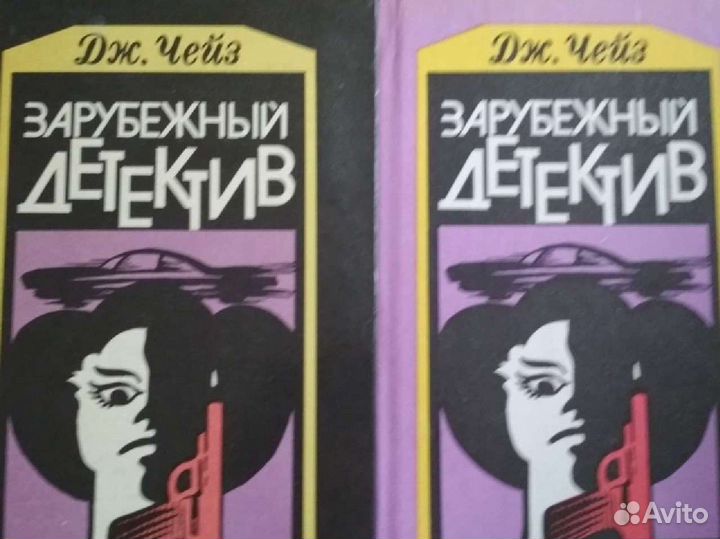 Дж. Чейз
ЗАРУБЕЖНЫЙ
ДЕТЕКТИВ
Дж. Чейз
ЗАРУБЕЖНЫЙ
ДЕТЕКТИВ
Avito